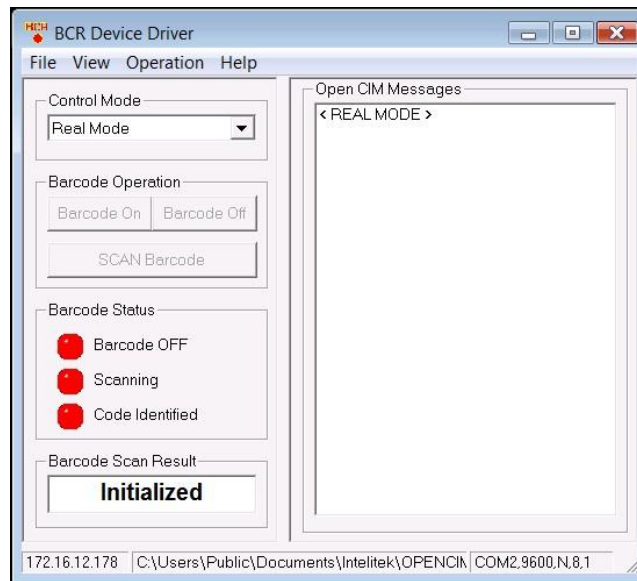 MCH
BCR Device Driver
File View Operation Help
Control Mode
Real Mode
Barcode Operation
Barcode On Barcode Off
SCAN Barcode
Barcode Status
Barcode OFF
Scanning
Code Identified
Barcode Scan Result
Initialized
Open CIM Messages
< REAL MODE >
172.16.12.178 C:\Users\Public\Documents\Intelitek\OPENCIM COM2,9600,N,8,1